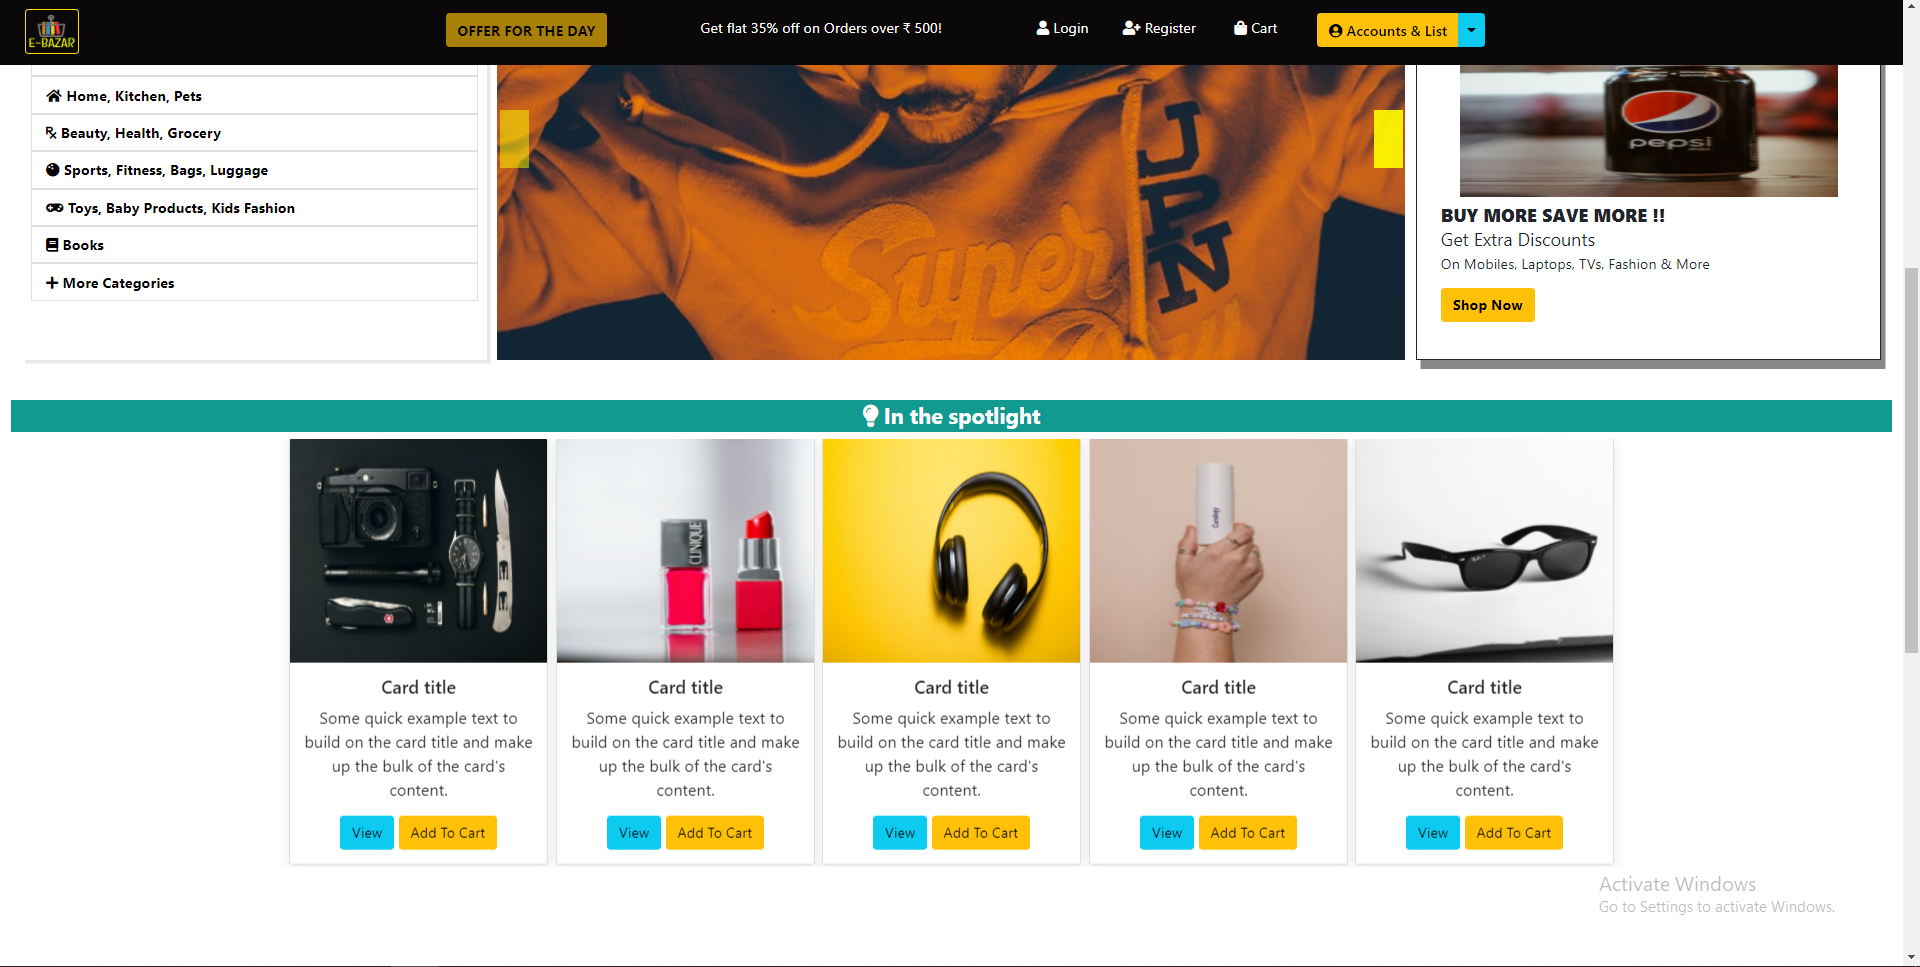 E-BAZAR
OFFER FOR THE DAY
Get flat 35% off on Orders over ₹ 500!
Login
Register
Cart
Accounts & List
Home, Kitchen, Pets
Beauty, Health, Grocery
Sports, Fitness, Bags, Luggage
Toys, Baby Products, Kids Fashion
Books
More Categories
JPN
Super
Dry
pepsi
BUY MORE SAVE MORE !!
Get Extra Discounts
On Mobiles, Laptops, TVs, Fashion & More
Shop Now
In the spotlight
CLINIQUE
Curology
Card title
Some quick example text to
build on the card title and make
up the bulk of the card's
content.
View
Add To Cart
Card title
Some quick example text to
build on the card title and make
up the bulk of the card's
content.
View
Add To Cart
Card title
Some quick example text to
build on the card title and make
up the bulk of the card's
content.
View
Add To Cart
Card title
Some quick example text to
build on the card title and make
up the bulk of the card's
content.
View
Add To Cart
Card title
Some quick example text to
build on the card title and make
up the bulk of the card's
content.
View
Add To Cart
Activate Windows
Go to Settings to activate Windows.